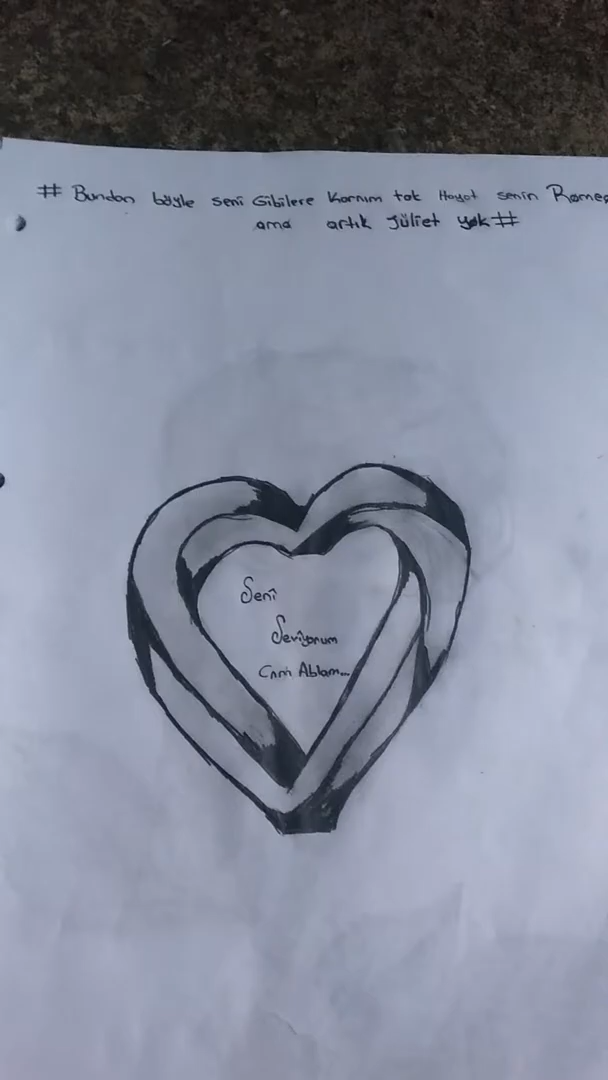 # Bundan böyle seni Gibilere Karnım tok Hayat senin Romeo
ama artık Jüliet yok #
Seni
Seviyorum
Canım Ablam...